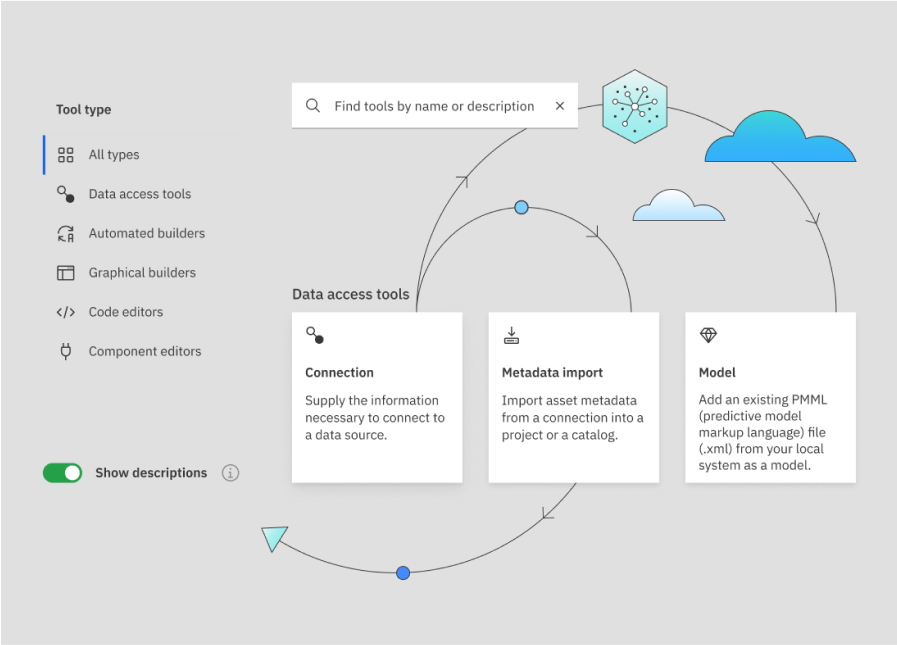 Tool type
All types
Data access tools
Automated builders
Graphical builders
Code editors
Component editors
Show descriptions
Find tools by name or description
Data access tools
Connection
Supply the information
necessary to connect to
a data source.
Metadata import
Import asset metadata
from a connection into a
project or a catalog.
Model
Add an existing PMML
(predictive model
markup language) file
(.xml) from your local
system as a model.